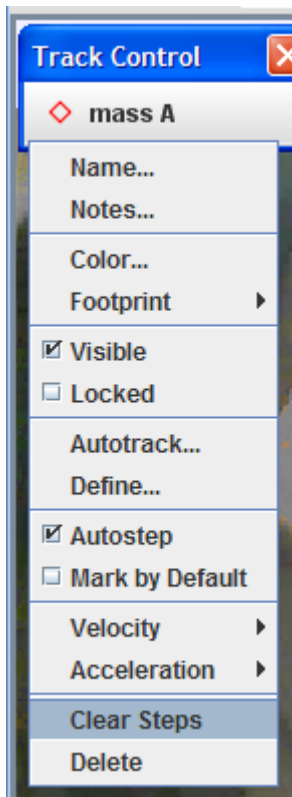 Track Control
mass A
Name...
Notes...
Color...
Footprint
Visible
Locked
Autotrack...
Define...
Autostep
Mark by Default
Velocity
Acceleration
Clear Steps
Delete